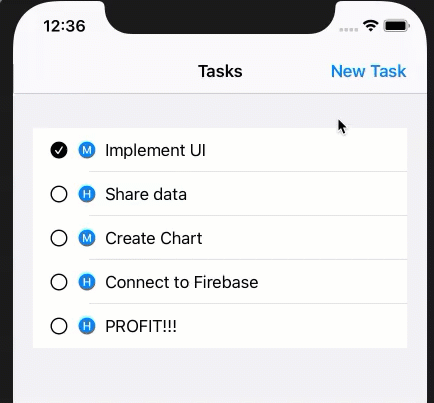 12:36
Tasks New Task
M Implement UI
H Share data
M Create Chart
H Connect to Firebase
H PROFIT!!!